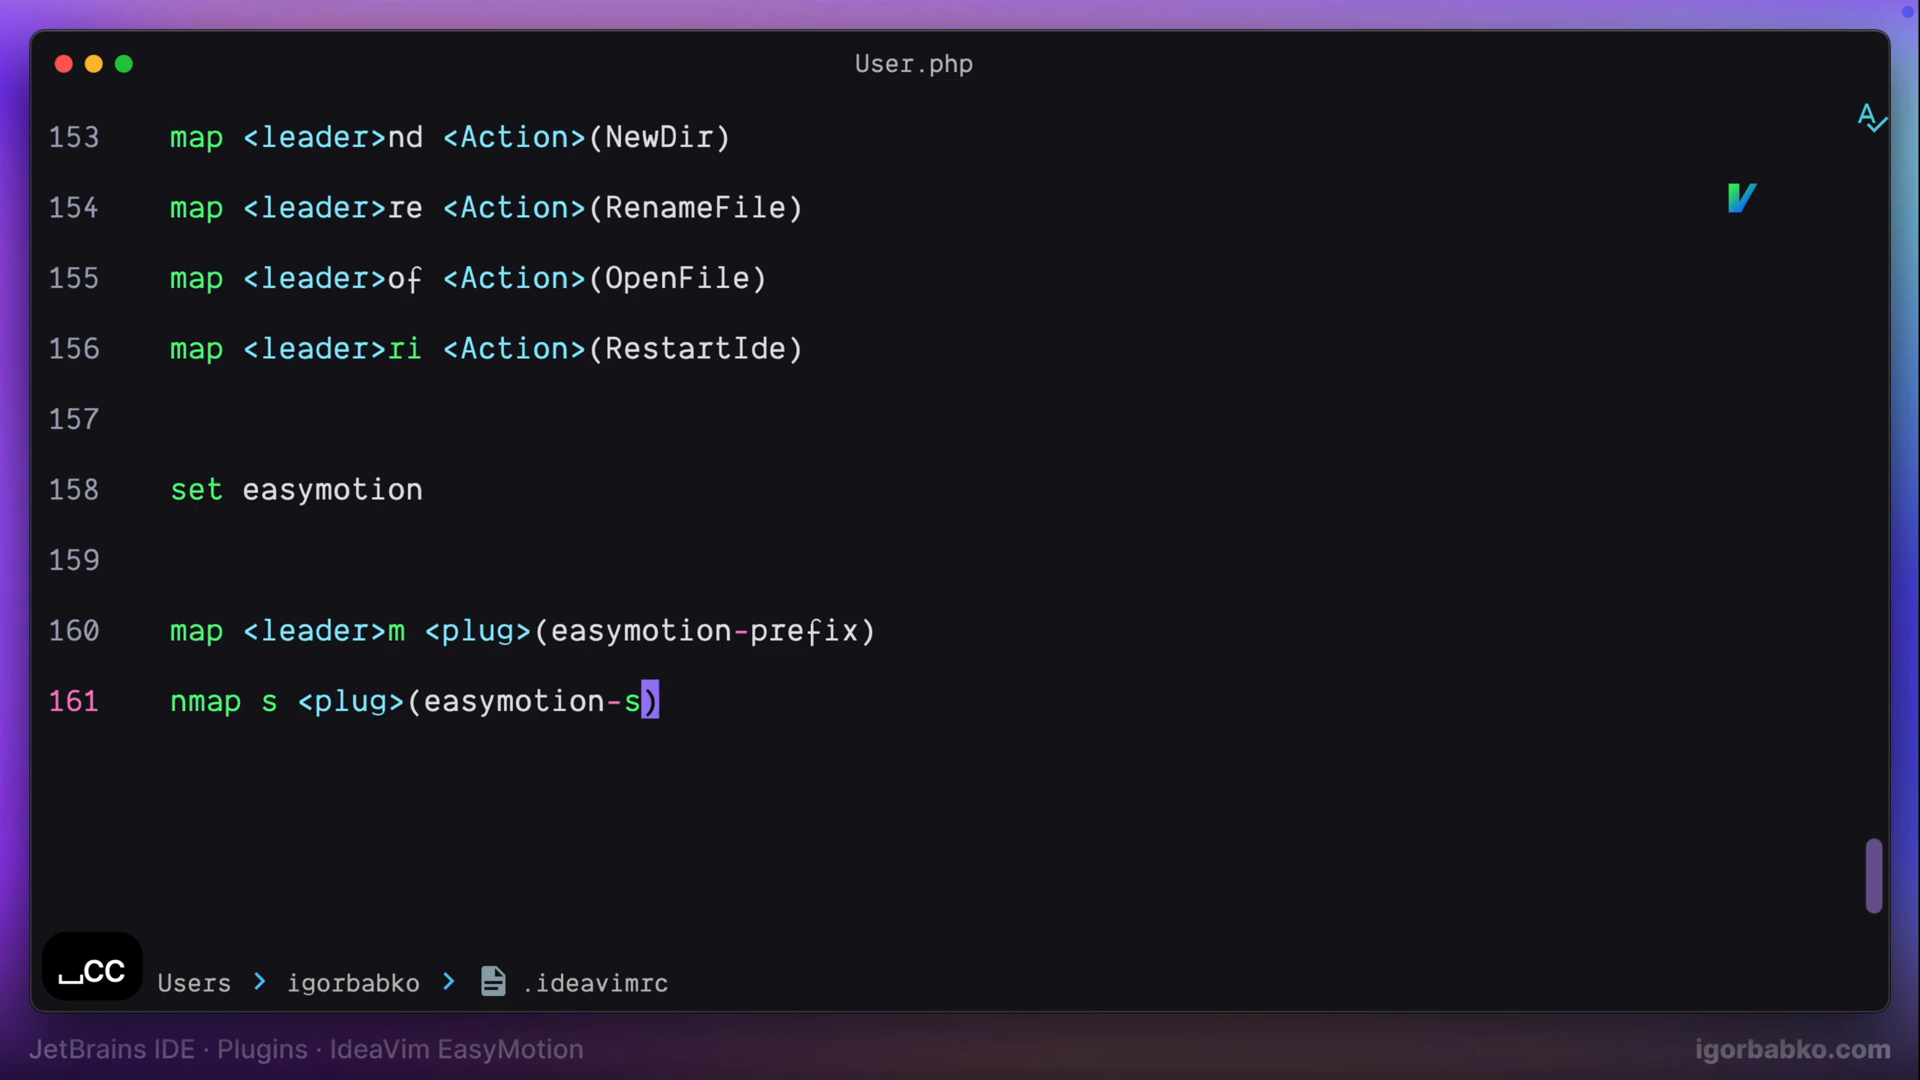 User.php
153 map <leader>nd <Action>(NewDir)
154 map <leader>re <Action>(RenameFile)
155 map <leader>of <Action>(OpenFile)
156 map <leader>ri <Action>(RestartIde)
157
158 set easymotion
159
160 map <leader>m <plug>(easymotion-prefix)
161 nmap s <plug>(easymotion-s)
␣CC
Users > igorbabko > .ideavimrc
JetBrains IDE · Plugins · IdeaVim EasyMotion
igorbabko.com